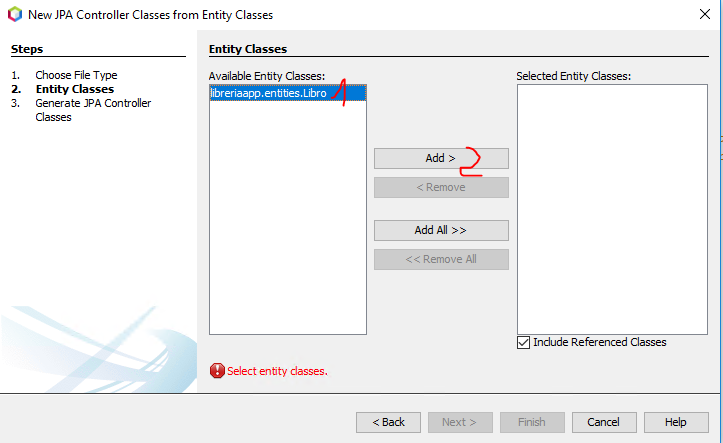 New JPA Controller Classes from Entity Classes
Steps
1. Choose File Type
2. Entity Classes
3. Generate JPA Controller
Classes
Entity Classes
Available Entity Classes:
libreriaapp.entities.Libro 1
Add > 2
< Remove
Add All >>
<< Remove All
Selected Entity Classes:
Include Referenced Classes
Select entity classes.
< Back
Next >
Finish
Cancel
Help